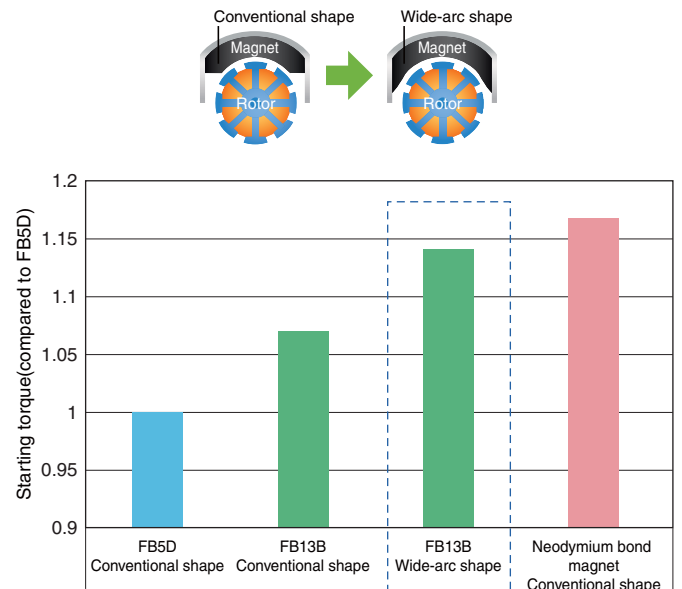 Conventional shape
Wide-arc shape
Magnet
Magnet
Rotor
Rotor
Starting torque(compared to FB5D)
1.2
1.15
1.1
1.05
1
0.95
0.9
FB5D
Conventional shape
FB13B
Conventional shape
FB13B
Wide-arc shape
Neodymium bond
magnet
Conventional shape